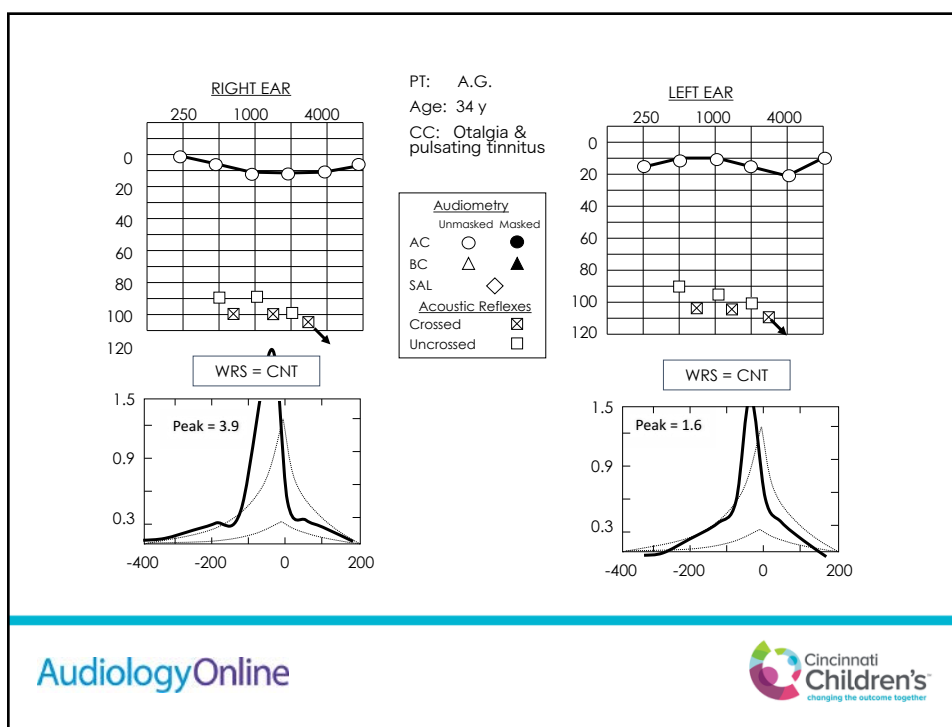 RIGHT EAR
250 1000 4000
0
20
40
60
80
100
120
WRS = CNT
1.5
0.9
0.3
Peak = 3.9
-400 -200 0 200
PT: A.G.
Age: 34 y
CC: Otalgia &
pulsating tinnitus
Audiometry
Unmasked Masked
AC
BC
SAL
Acoustic Reflexes
Crossed
Uncrossed
LEFT EAR
250 1000 4000
0
20
40
60
80
100
120
WRS = CNT
1.5
0.9
0.3
Peak = 1.6
-400 -200 0 200
AudiologyOnline
Cincinnati
Children's
changing the outcome together